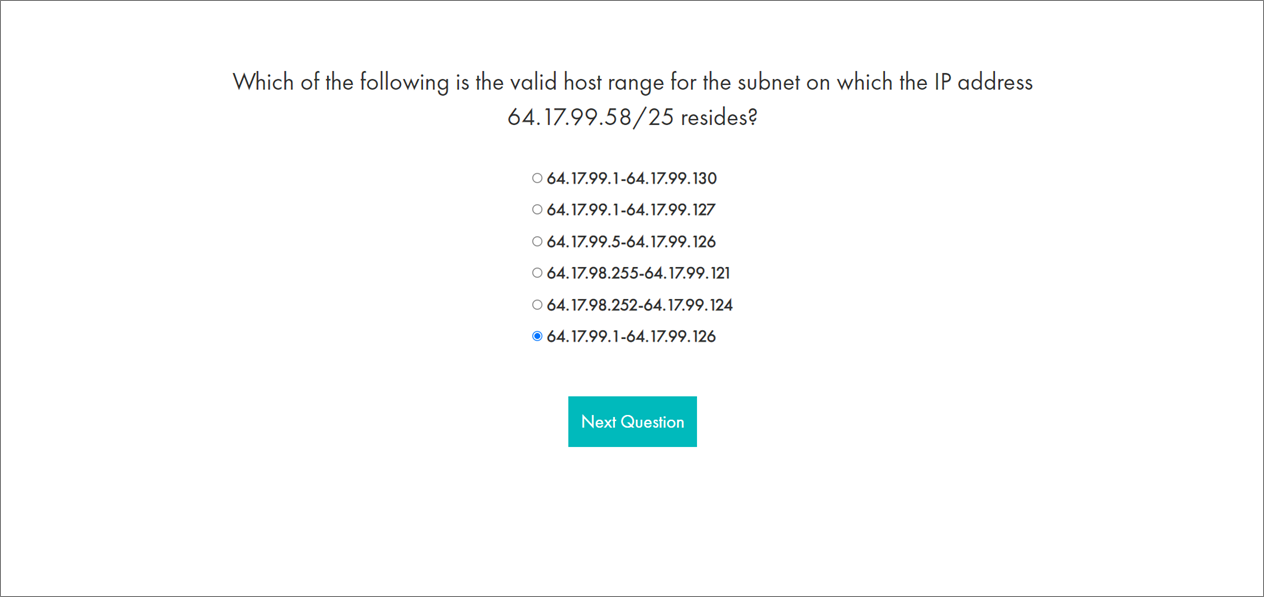 Which of the following is the valid host range for the subnet on which the IP address
64.17.99.58/25 resides?
64.17.99.1-64.17.99.130
64.17.99.1-64.17.99.127
64.17.99.5-64.17.99.126
64.17.98.255-64.17.99.121
64.17.98.252-64.17.99.124
64.17.99.1-64.17.99.126
Next Question